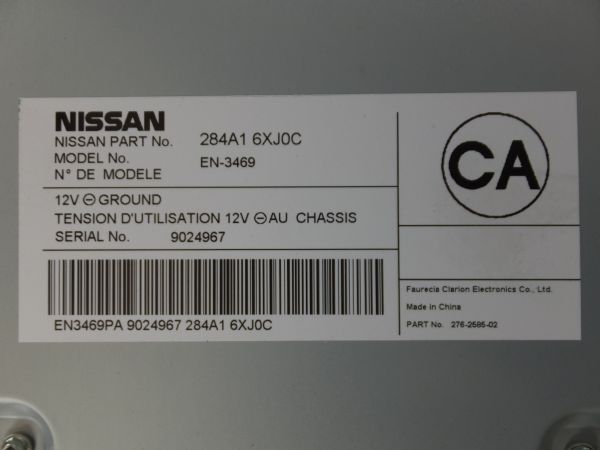 NISSAN
NISSAN PART No. 284A1 6XJ0C
MODEL No. EN-3469
N° DE MODELE
12V ⊖ GROUND
TENSION D'UTILISATION 12V ⊖ AU CHASSIS
SERIAL No. 9024967
EN3469PA 9024967 284A1 6XJ0C
CA
Faurecia Clarion Electronics Co., Ltd.
Made in China
PART No. 276-2585-02